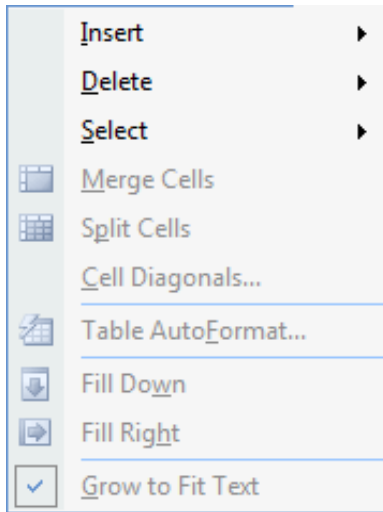 Insert
Delete
Select
Merge Cells
Split Cells
Cell Diagonals...
Table AutoFormat...
Fill Down
Fill Right
Grow to Fit Text